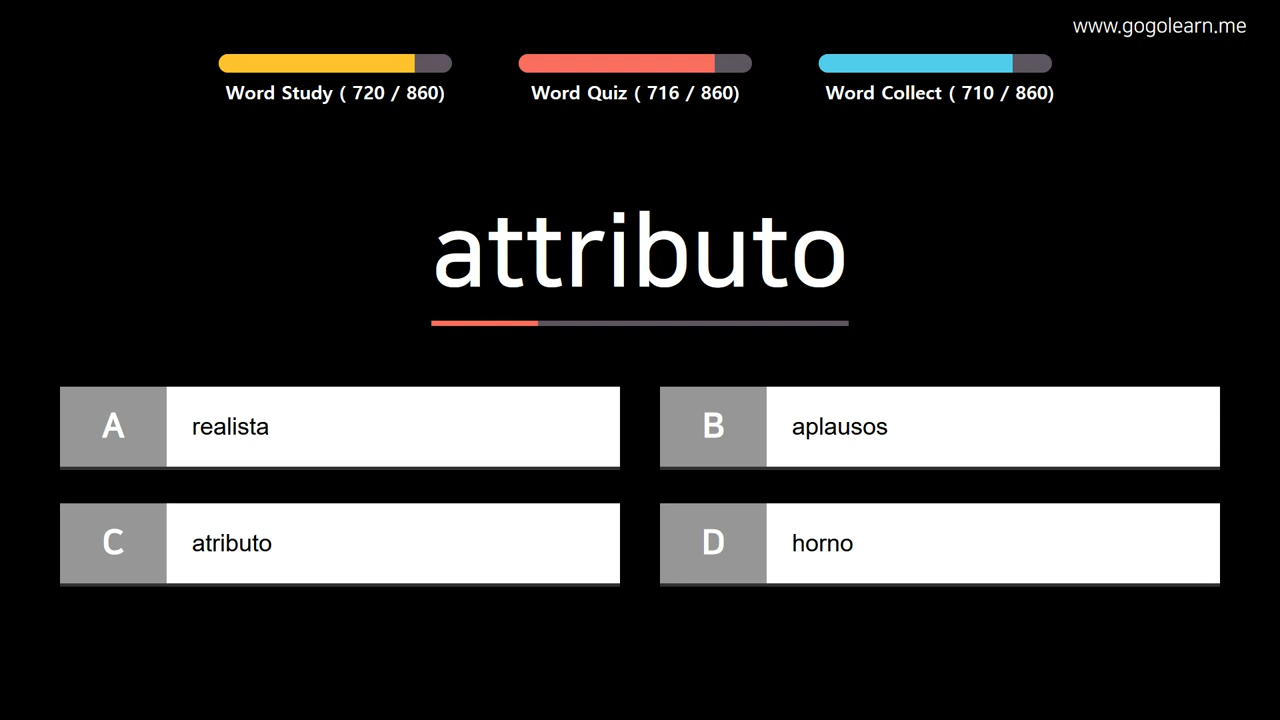 www.gogolearn.me
Word Study ( 720 / 860)
Word Quiz ( 716 / 860)
Word Collect ( 710 / 860)
attributo
A realista
B aplausos
C atributo
D horno